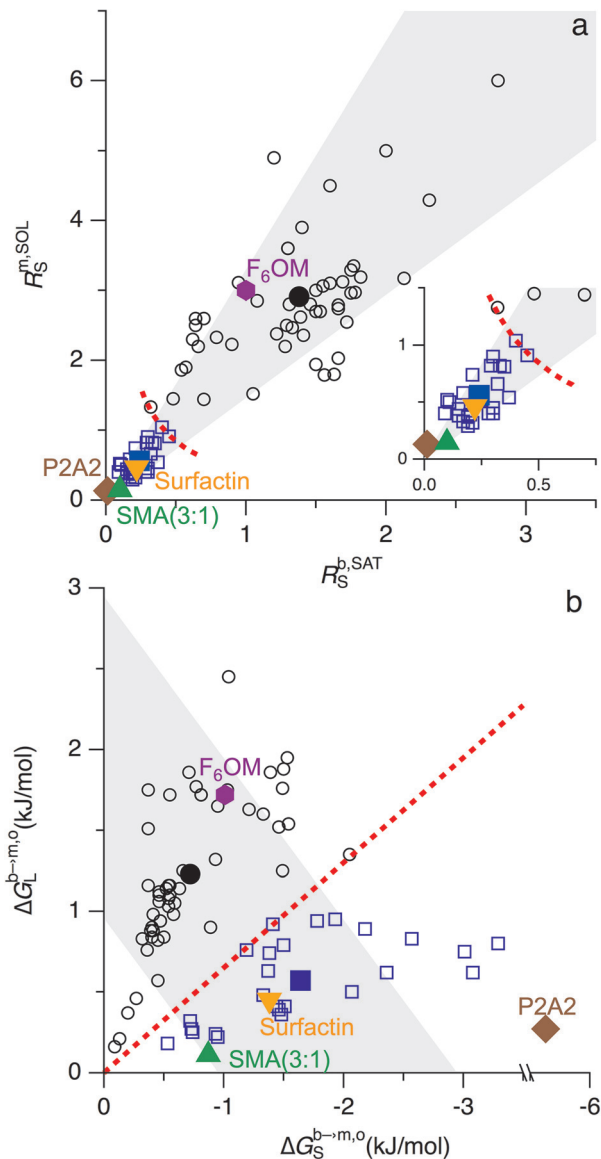 a
6
4
2
0
R_S^{m,SOL}
F₆OM
P2A2
Surfactin
SMA(3:1)
1
0
0.0
0.5
0
1
2
3
R_S^{b,SAT}
b
3
2
1
0
ΔG_L^{b→m,o}(kJ/mol)
F₆OM
P2A2
Surfactin
SMA(3:1)
0
-1
-2
-3
-6
ΔG_S^{b→m,o}(kJ/mol)